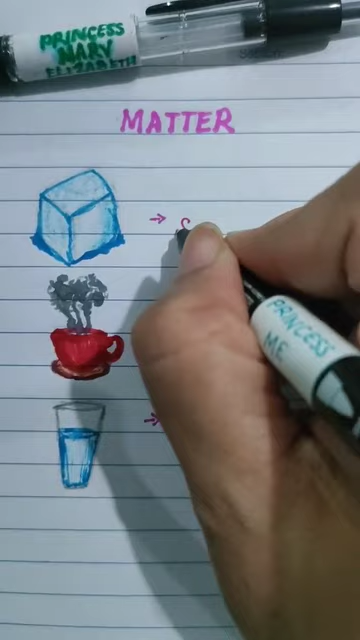 PRINCESS
MARY
ELIZABETH
MATTER
→ S
PRINCESS
ME
→